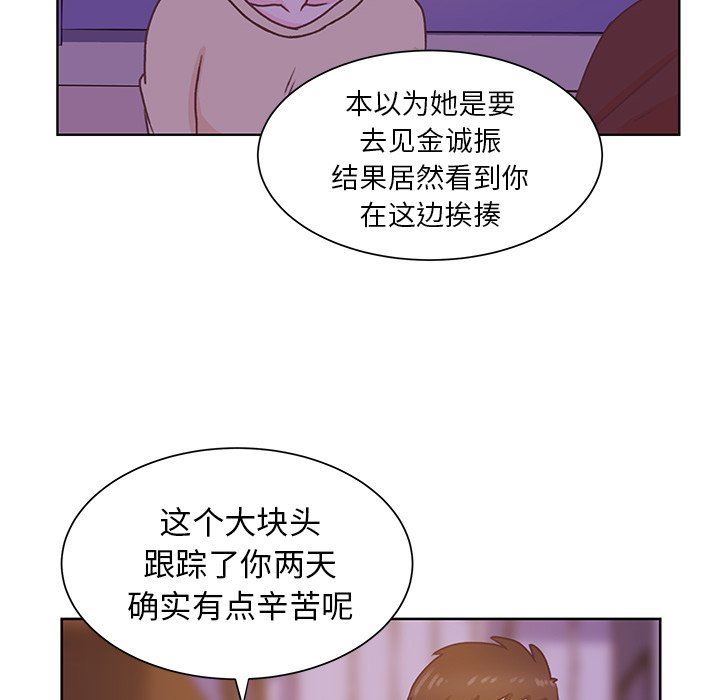 本以为她是要
去见金诚振
结果居然看到你
在这边挨揍
这个大块头
跟踪了你两天
确实有点辛苦呢